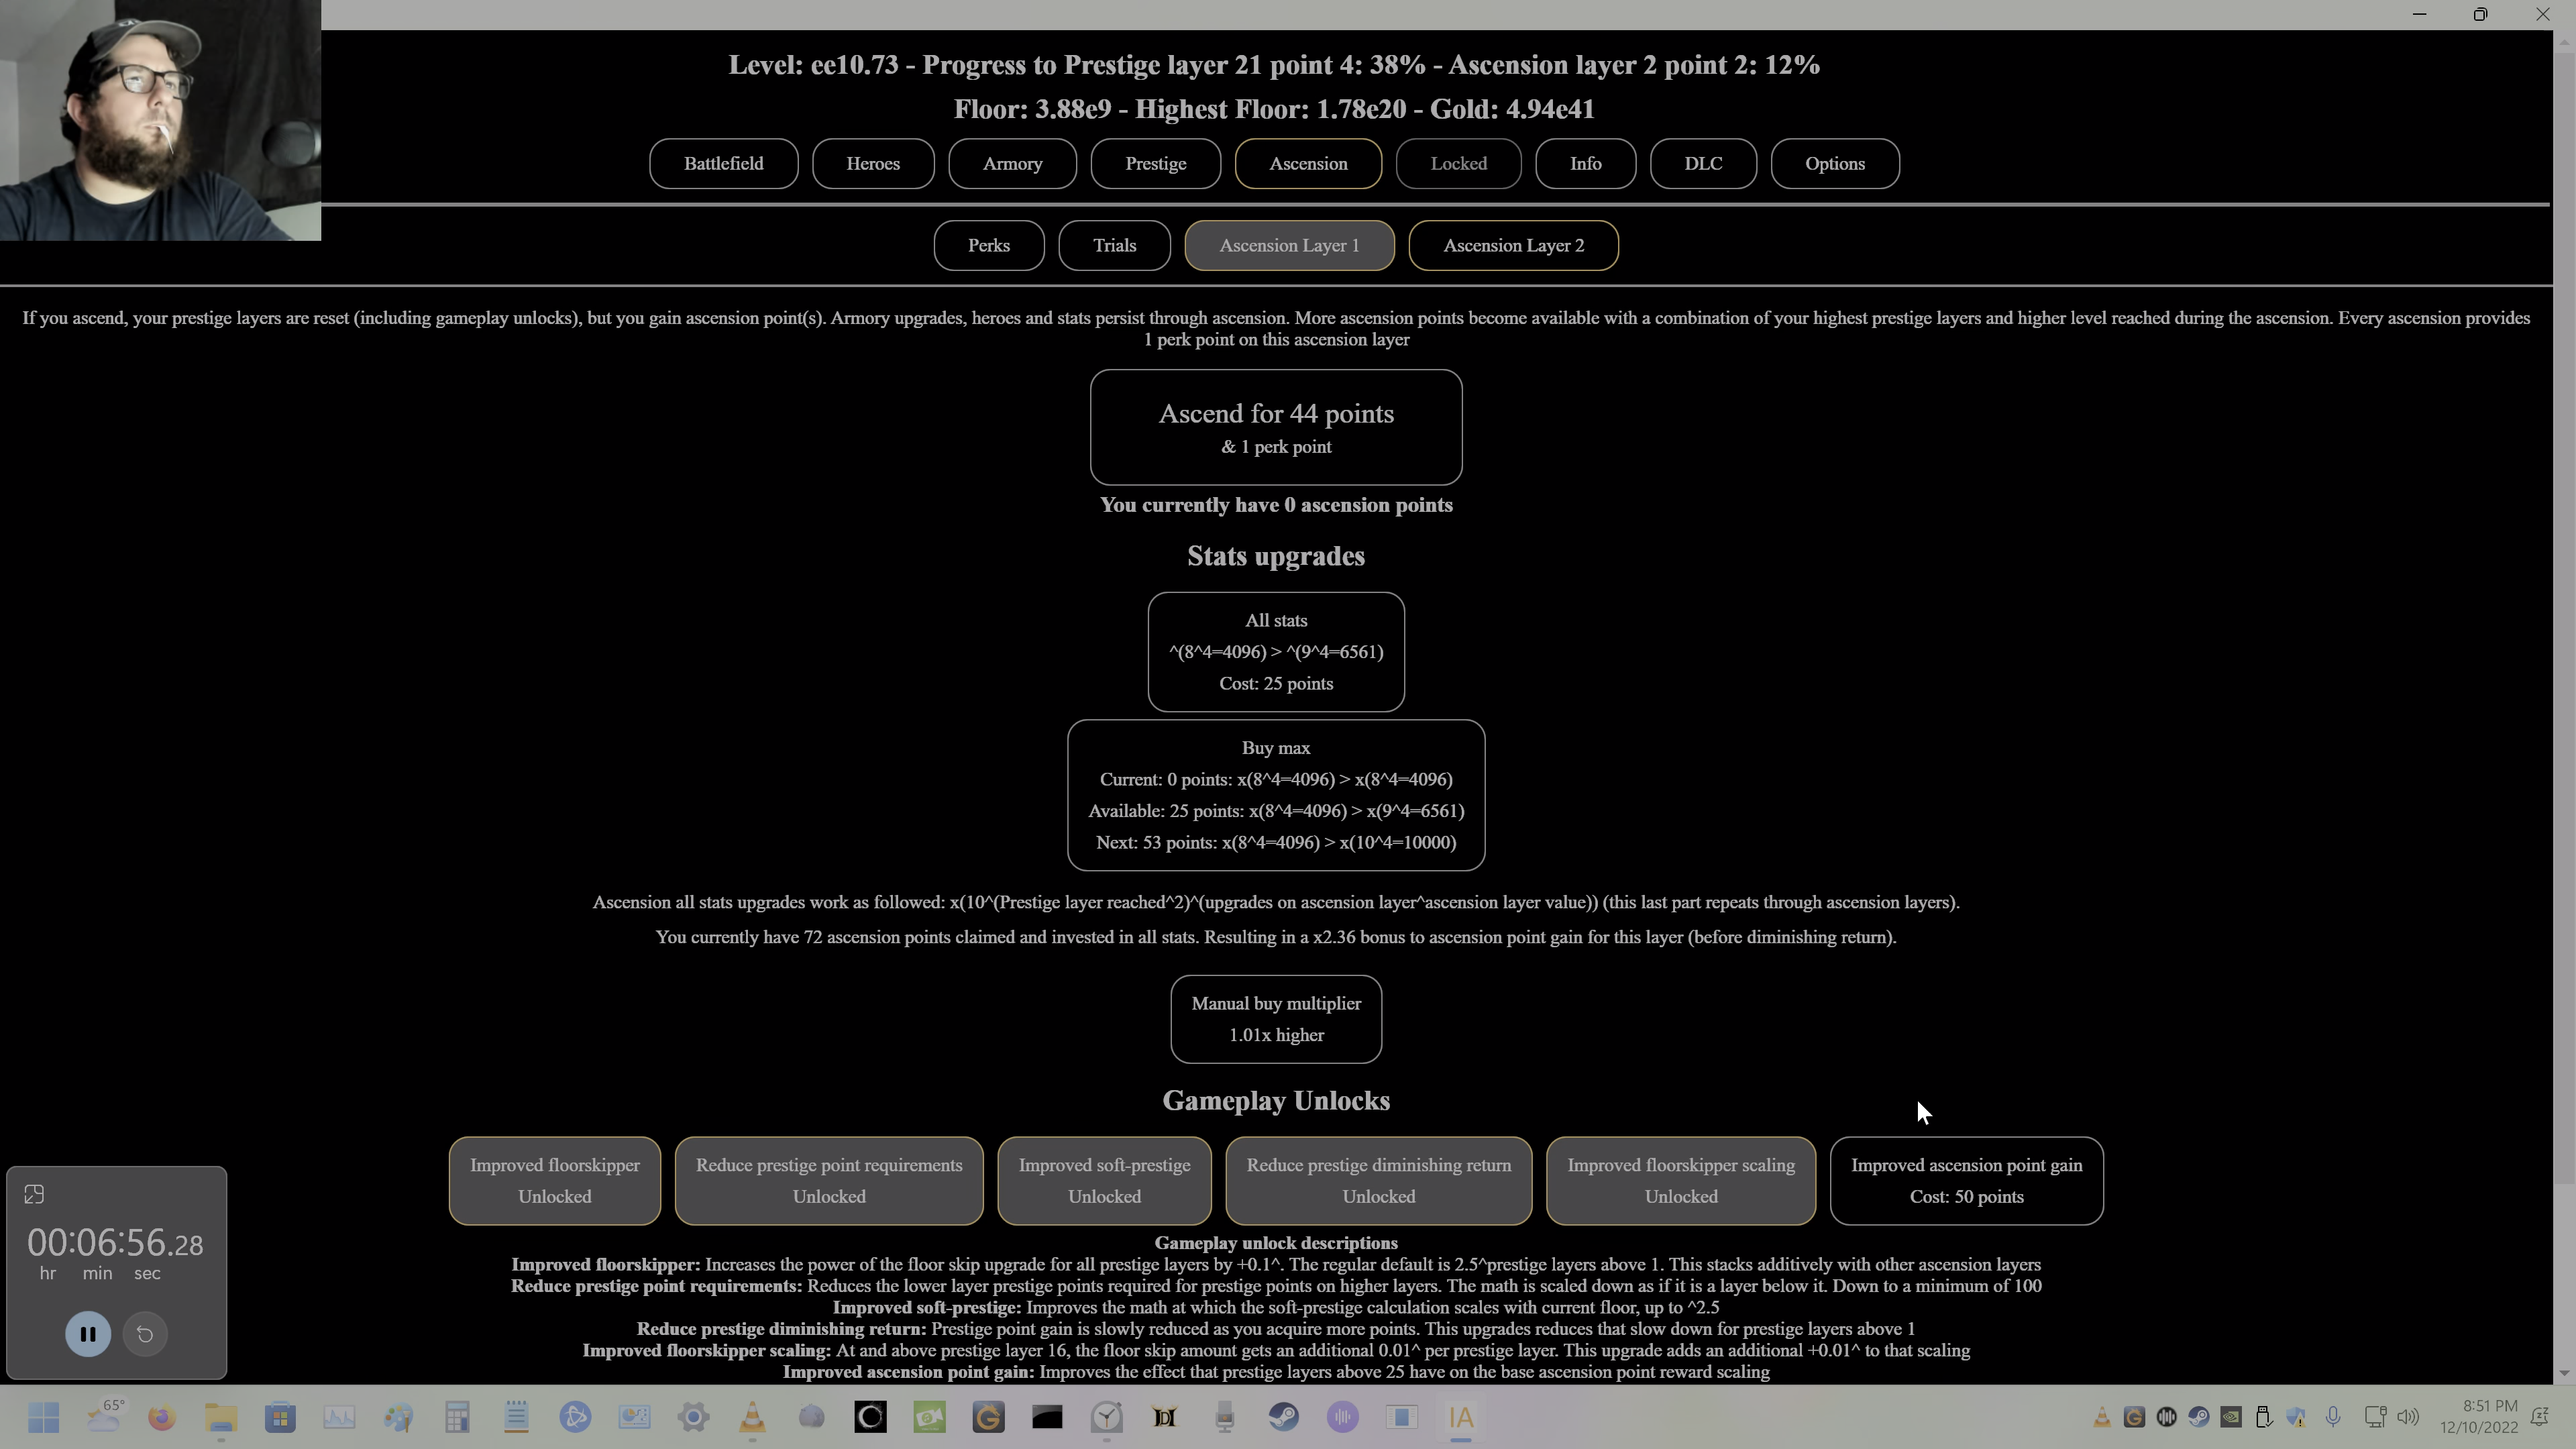 Level: ee10.73 - Progress to Prestige layer 21 point 4: 38% - Ascension layer 2 point 2: 12%
Floor: 3.88e9 - Highest Floor: 1.78e20 - Gold: 4.94e41
Battlefield
Heroes
Armory
Prestige
Ascension
Locked
Info
DLC
Options
Perks
Trials
Ascension Layer 1
Ascension Layer 2
If you ascend, your prestige layers are reset (including gameplay unlocks), but you gain ascension point(s). Armory upgrades, heroes and stats persist through ascension. More ascension points become available with a combination of your highest prestige layers and higher level reached during the ascension. Every ascension provides
1 perk point on this ascension layer
Ascend for 44 points
& 1 perk point
You currently have 0 ascension points
Stats upgrades
All stats
^(8^4=4096) > ^(9^4=6561)
Cost: 25 points
Buy max
Current: 0 points: x(8^4=4096) > x(8^4=4096)
Available: 25 points: x(8^4=4096) > x(9^4=6561)
Next: 53 points: x(8^4=4096) > x(10^4=10000)
Ascension all stats upgrades work as followed: x(10^(Prestige layer reached^2)^(upgrades on ascension layer^ascension layer value)) (this last part repeats through ascension layers).
You currently have 72 ascension points claimed and invested in all stats. Resulting in a x2.36 bonus to ascension point gain for this layer (before diminishing return).
Manual buy multiplier
1.01x higher
Gameplay Unlocks
Improved floorskipper
Unlocked
Reduce prestige point requirements
Unlocked
Improved soft-prestige
Unlocked
Reduce prestige diminishing return
Unlocked
Improved floorskipper scaling
Unlocked
Improved ascension point gain
Cost: 50 points
Gameplay unlock descriptions
Improved floorskipper: Increases the power of the floor skip upgrade for all prestige layers by +0.1^. The regular default is 2.5^prestige layers above 1. This stacks additively with other ascension layers
Reduce prestige point requirements: Reduces the lower layer prestige points required for prestige points on higher layers. The math is scaled down as if it is a layer below it. Down to a minimum of 100
Improved soft-prestige: Improves the math at which the soft-prestige calculation scales with current floor, up to ^2.5
Reduce prestige diminishing return: Prestige point gain is slowly reduced as you acquire more points. This upgrades reduces that slow down for prestige layers above 1
Improved floorskipper scaling: At and above prestige layer 16, the floor skip amount gets an additional 0.01^ per prestige layer. This upgrade adds an additional +0.01^ to that scaling
Improved ascension point gain: Improves the effect that prestige layers above 25 have on the base ascension point reward scaling
00:06:56.28
hr min sec
65°
IA
8:51 PM
12/10/2022